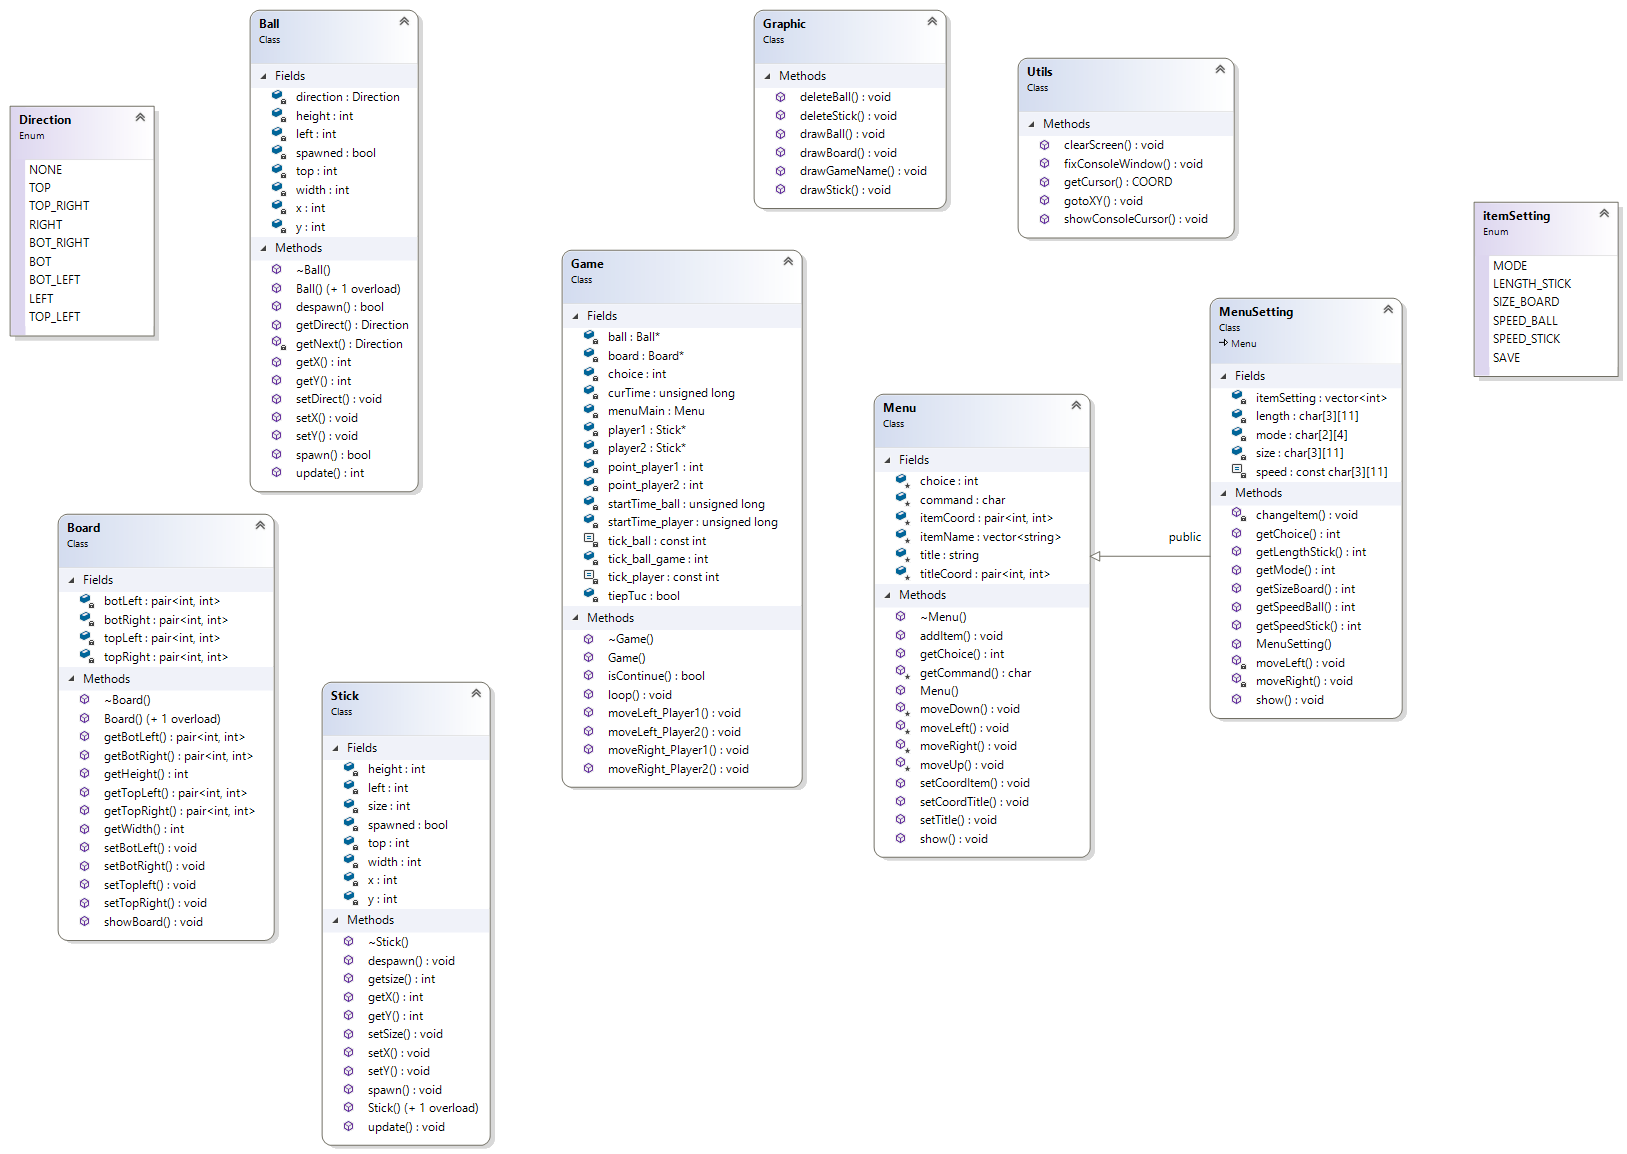 Direction
Enum
NONE
TOP
TOP_RIGHT
RIGHT
BOT_RIGHT
BOT
BOT_LEFT
LEFT
TOP_LEFT
Ball
Class
Fields
direction : Direction
height : int
left : int
spawned : bool
top : int
width : int
x : int
y : int
Methods
~Ball()
Ball() (+ 1 overload)
despawn() : bool
getDirect() : Direction
getNext() : Direction
getX() : int
getY() : int
setDirect() : void
setX() : void
setY() : void
spawn() : bool
update() : int
Board
Class
Fields
botLeft : pair<int, int>
botRight : pair<int, int>
topLeft : pair<int, int>
topRight : pair<int, int>
Methods
~Board()
Board() (+ 1 overload)
getBotLeft() : pair<int, int>
getBotRight() : pair<int, int>
getHeight() : int
getTopLeft() : pair<int, int>
getTopRight() : pair<int, int>
getWidth() : int
setBotLeft() : void
setBotRight() : void
setTopleft() : void
setTopRight() : void
showBoard() : void
Stick
Class
Fields
height : int
left : int
size : int
spawned : bool
top : int
width : int
x : int
y : int
Methods
~Stick()
despawn() : void
getsize() : int
getX() : int
getY() : int
setSize() : void
setX() : void
setY() : void
spawn() : void
Stick() (+ 1 overload)
update() : void
Graphic
Class
Methods
deleteBall() : void
deleteStick() : void
drawBall() : void
drawBoard() : void
drawGameName() : void
drawStick() : void
Game
Class
Fields
ball : Ball*
board : Board*
choice : int
curTime : unsigned long
menuMain : Menu
player1 : Stick*
player2 : Stick*
point_player1 : int
point_player2 : int
startTime_ball : unsigned long
startTime_player : unsigned long
tick_ball : const int
tick_ball_game : int
tick_player : const int
tiepTuc : bool
Methods
~Game()
Game()
isContinue() : bool
loop() : void
moveLeft_Player1() : void
moveLeft_Player2() : void
moveRight_Player1() : void
moveRight_Player2() : void
Utils
Class
Methods
clearScreen() : void
fixConsoleWindow() : void
getCursor() : COORD
gotoXY() : void
showConsoleCursor() : void
Menu
Class
Fields
choice : int
command : char
itemCoord : pair<int, int>
itemName : vector<string>
title : string
titleCoord : pair<int, int>
Methods
~Menu()
addItem() : void
getChoice() : int
getCommand() : char
Menu()
moveDown() : void
moveLeft() : void
moveRight() : void
moveUp() : void
setCoordItem() : void
setCoordTitle() : void
setTitle() : void
show() : void
public
MenuSetting
Class
Menu
Fields
itemSetting : vector<int>
length : char[3][11]
mode : char[2][4]
size : char[3][11]
speed : const char[3][11]
Methods
changeItem() : void
getChoice() : int
getLengthStick() : int
getMode() : int
getSizeBoard() : int
getSpeedBall() : int
getSpeedStick() : int
MenuSetting()
moveLeft() : void
moveRight() : void
show() : void
itemSetting
Enum
MODE
LENGTH_STICK
SIZE_BOARD
SPEED_BALL
SPEED_STICK
SAVE